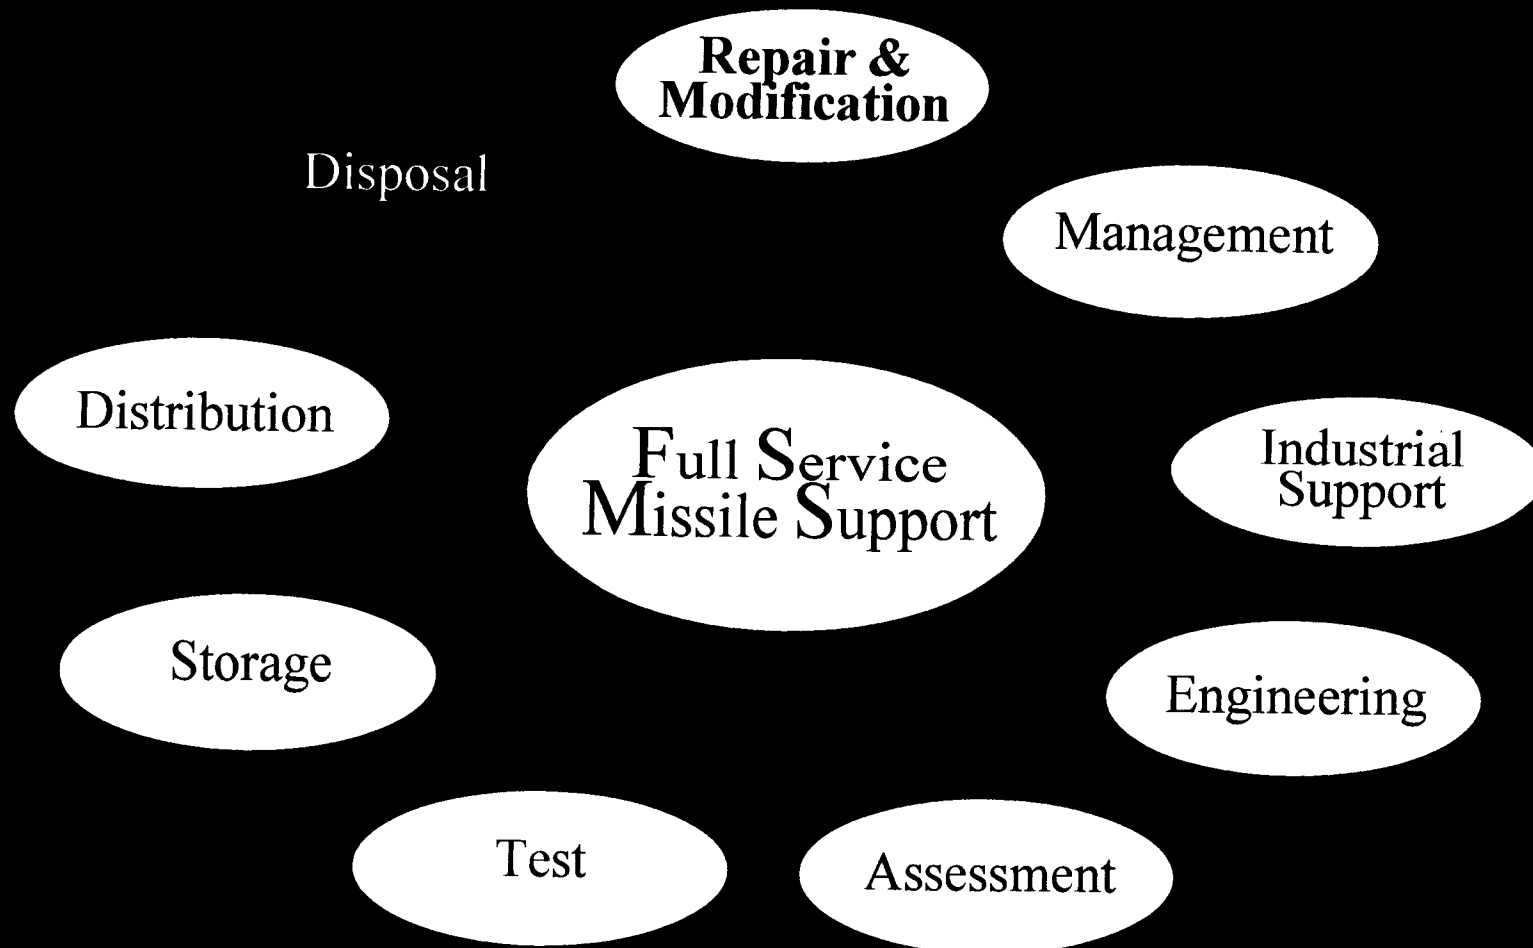 Repair &
Modification
Disposal
Management
Distribution
Full Service
Missile Support
Industrial
Support
Storage
Engineering
Test
Assessment